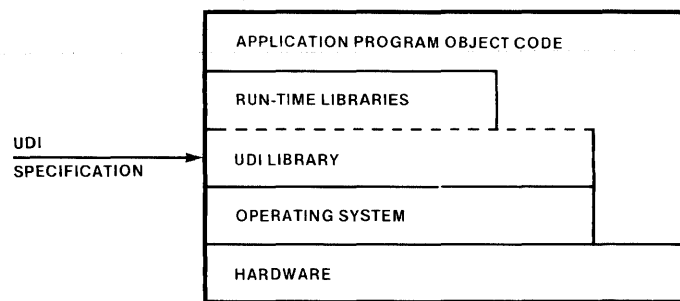 APPLICATION PROGRAM OBJECT CODE
RUN-TIME LIBRARIES
UDI
SPECIFICATION
UDI LIBRARY
OPERATING SYSTEM
HARDWARE